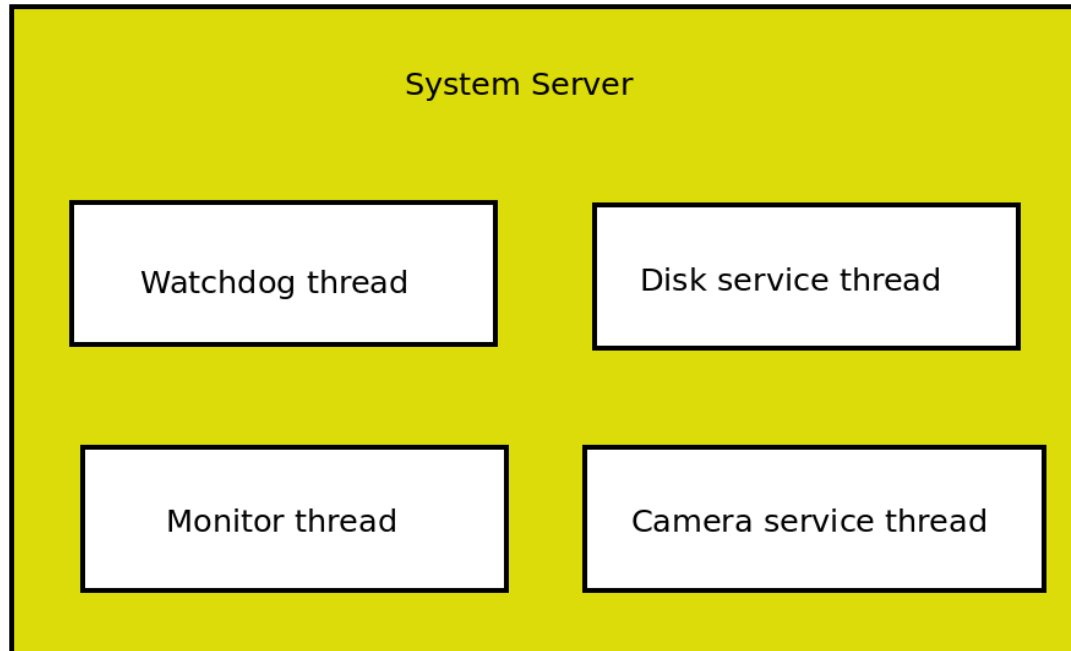 System Server
Watchdog thread
Disk service thread
Monitor thread
Camera service thread